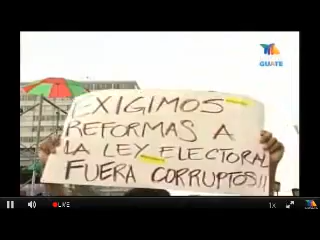 GUATE
EXIGIMOS
REFORMAS A
LA LEY ELECTORAL
FUERA CORRUPTOS!!
LIVE
1x